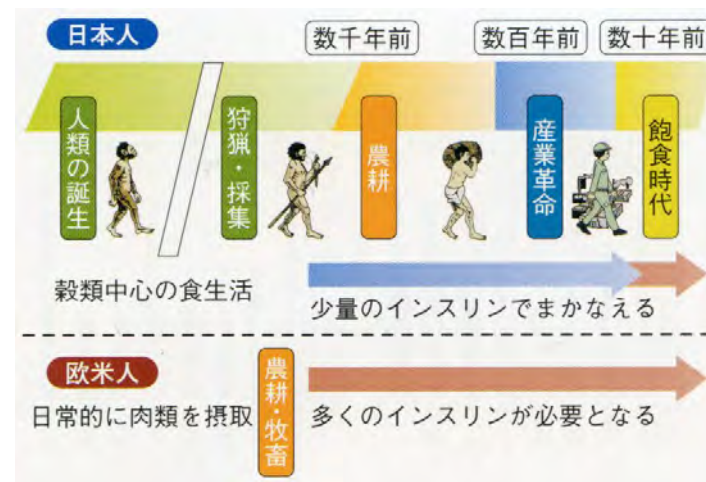 日本人
数千年前
数百年前
数十年前
人類の誕生
狩猟・採集
農耕
産業革命
飽食時代
穀類中心の食生活
少量のインスリンでまかなえる
欧米人
日常的に肉類を摂取
農耕・牧畜
多くのインスリンが必要となる